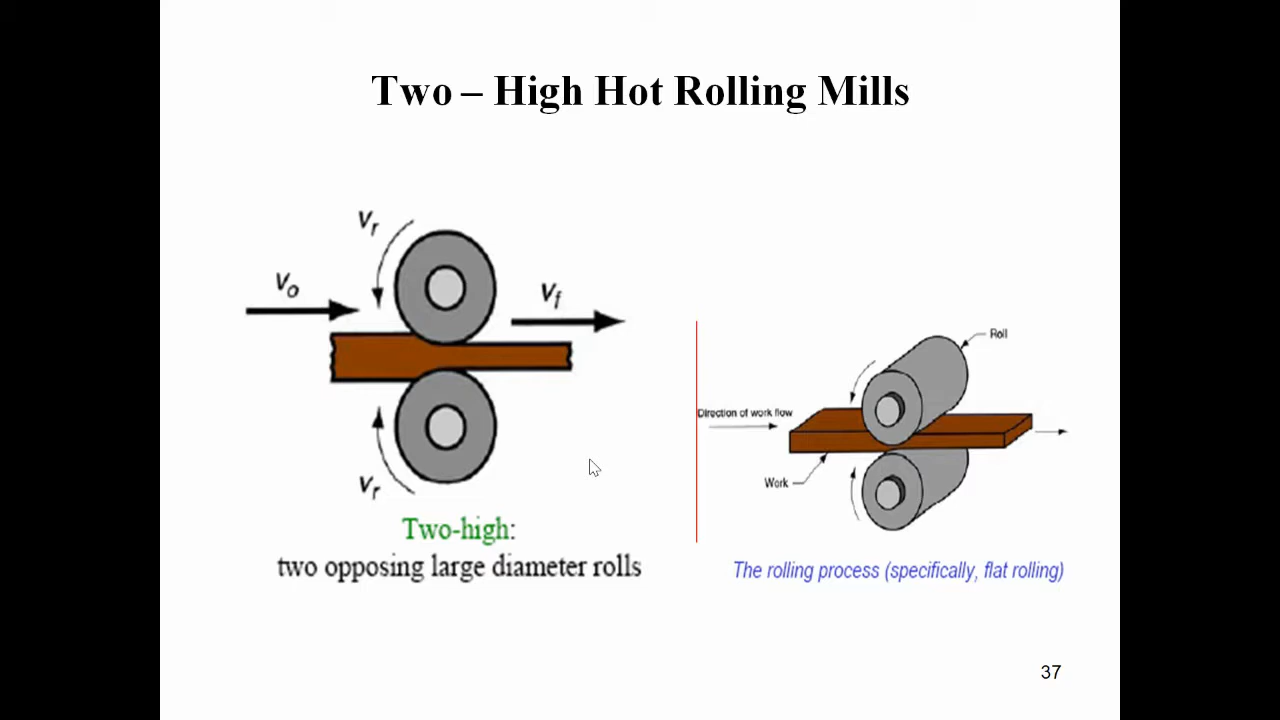 Two – High Hot Rolling Mills
vr
vo
vf
vr
Two-high:
two opposing large diameter rolls
Roll
Direction of work flow
Work
The rolling process (specifically, flat rolling)
37